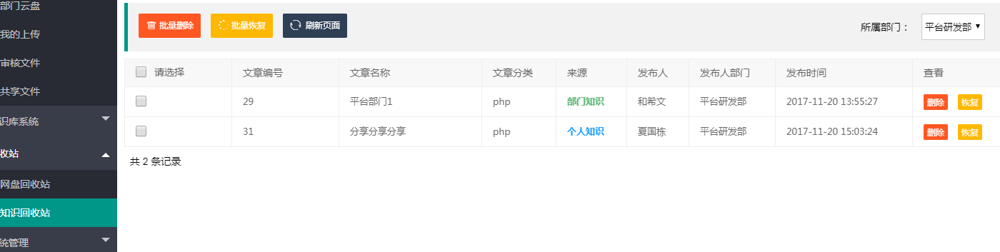 部门云盘
我的上传
审核文件
共享文件
识库系统
收站
网盘回收站
知识回收站
统管理
批量删除 批量恢复 刷新页面 所属部门： 平台研发部
请选择 文章编号 文章名称 文章分类 来源 发布人 发布人部门 发布时间 查看
29 平台部门1 php 部门知识 和希文 平台研发部 2017-11-20 13:55:27 删除 恢复
31 分享分享分享 php 个人知识 夏国栋 平台研发部 2017-11-20 15:03:24 删除 恢复
共 2 条记录